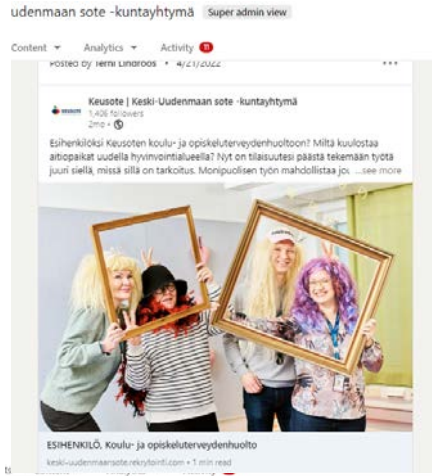 udenmaan sote -kuntayhtymä Super admin view
Content Analytics Activity 11
Posted by Terhi Lindroos • 4/21/2022
KEUSOTE
Keusote | Keski-Uudenmaan sote -kuntayhtymä
1,406 followers
2mo •
Esihenkilöksi Keusoten koulu- ja opiskeluterveydenhuoltoon? Miltä kuulostaa
aitiopaikat uudella hyvinvointialueella? Nyt on tilaisuutesi päästä tekemään työtä
juuri siellä, missä sillä on tarkoitus. Monipuolisen työn mahdollistaa jou ...see more
ESIHENKILÖ, Koulu- ja opiskeluterveydenhuolto
keski-uudenmaansote.rekrytointi.com • 1 min read